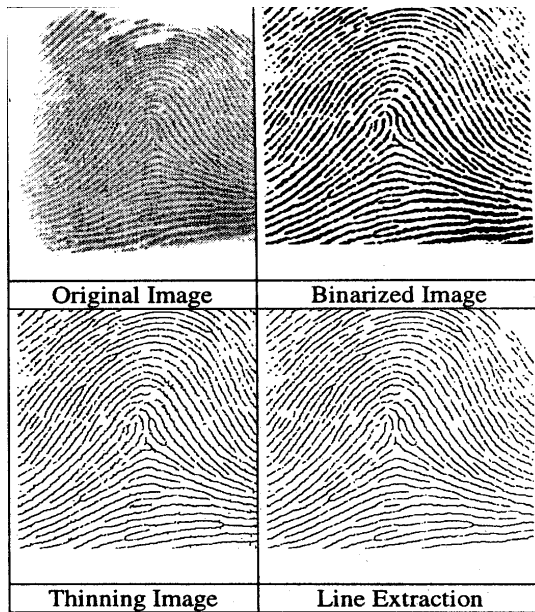 Original Image
Binarized Image
Thinning Image
Line Extraction